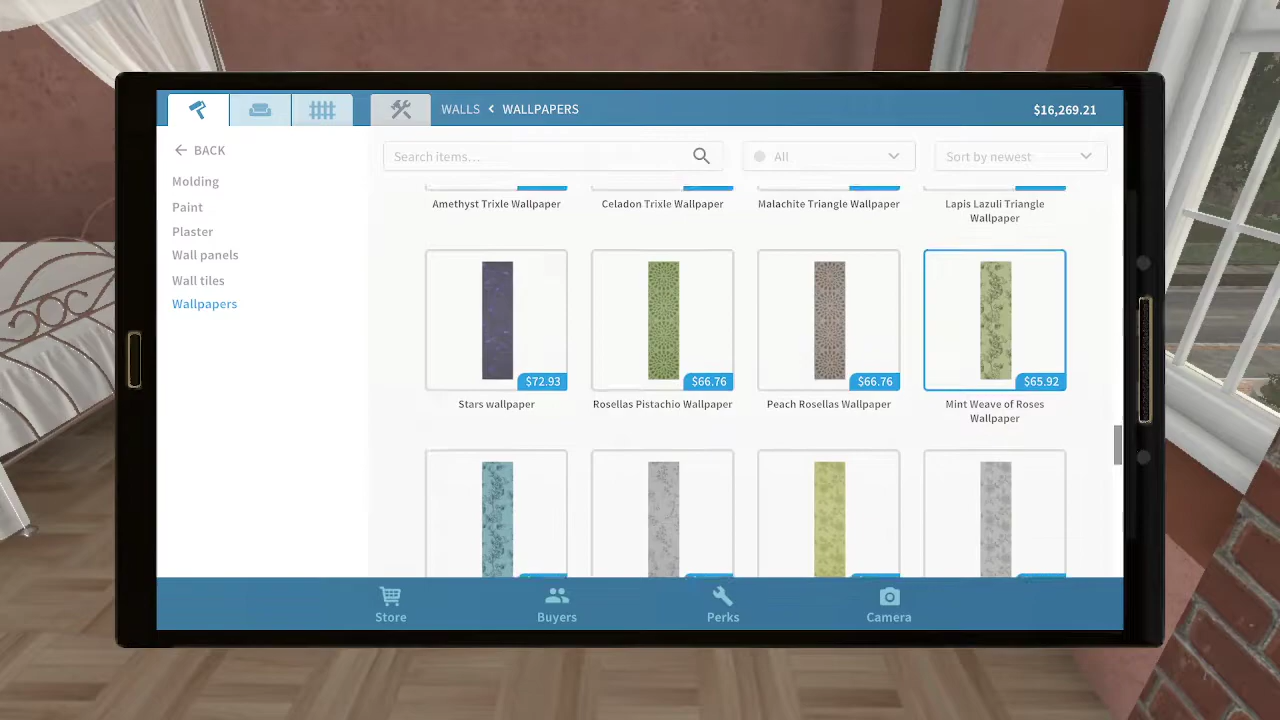 WALLS < WALLPAPERS
$16,269.21
BACK
Search items...
All
Sort by newest
Molding
Paint
Plaster
Wall panels
Wall tiles
Wallpapers
Amethyst Trixle Wallpaper
Celadon Trixle Wallpaper
Malachite Triangle Wallpaper
Lapis Lazuli Triangle
Wallpaper
$72.93
$66.76
$66.76
$65.92
Stars wallpaper
Rosellas Pistachio Wallpaper
Peach Rosellas Wallpaper
Mint Weave of Roses
Wallpaper
Store
Buyers
Perks
Camera